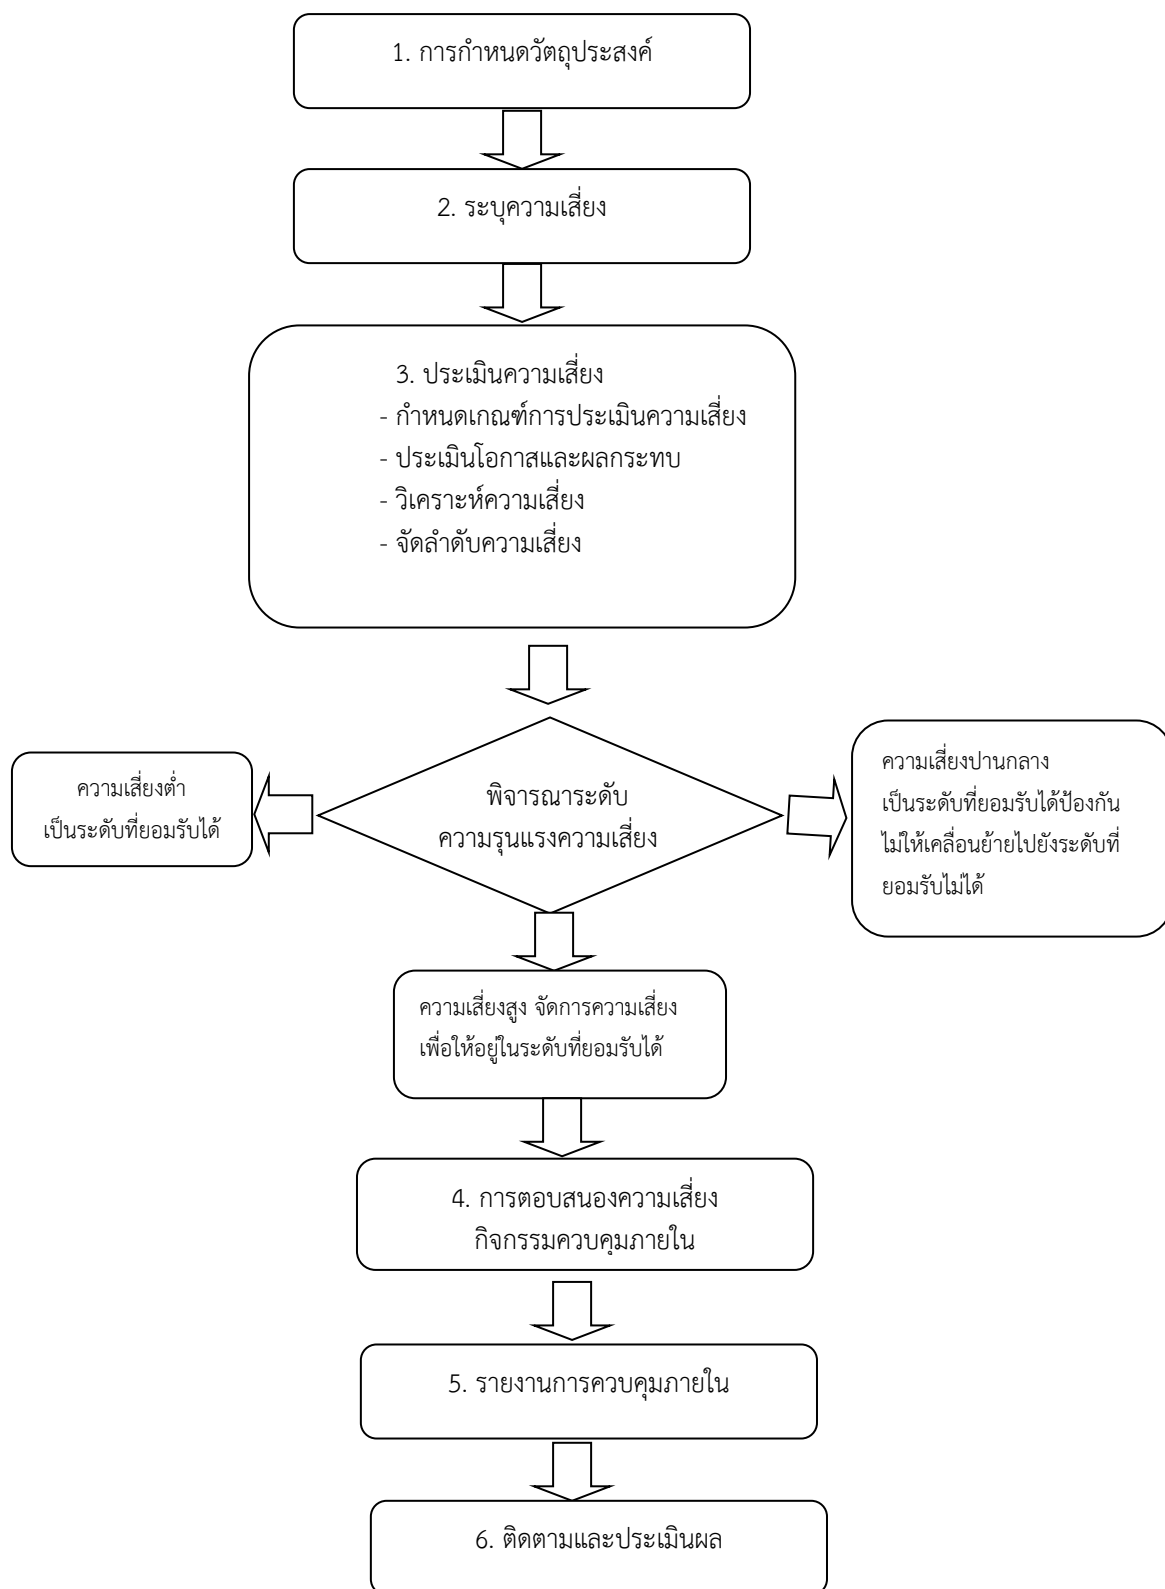 1. การกำหนดวัตถุประสงค์
2. ระบุความเสี่ยง
3. ประเมินความเสี่ยง
- กำหนดเกณฑ์การประเมินความเสี่ยง
- ประเมินโอกาสและผลกระทบ
- วิเคราะห์ความเสี่ยง
- จัดลำดับความเสี่ยง
ความเสี่ยงต่ำ
เป็นระดับที่ยอมรับได้
พิจารณาระดับ
ความรุนแรงความเสี่ยง
ความเสี่ยงปานกลาง
เป็นระดับที่ยอมรับได้ป้องกัน
ไม่ให้เคลื่อนย้ายไปยังระดับที่
ยอมรับไม่ได้
ความเสี่ยงสูง จัดการความเสี่ยง
เพื่อให้อยู่ในระดับที่ยอมรับได้
4. การตอบสนองความเสี่ยง
กิจกรรมควบคุมภายใน
5. รายงานการควบคุมภายใน
6. ติดตามและประเมินผล